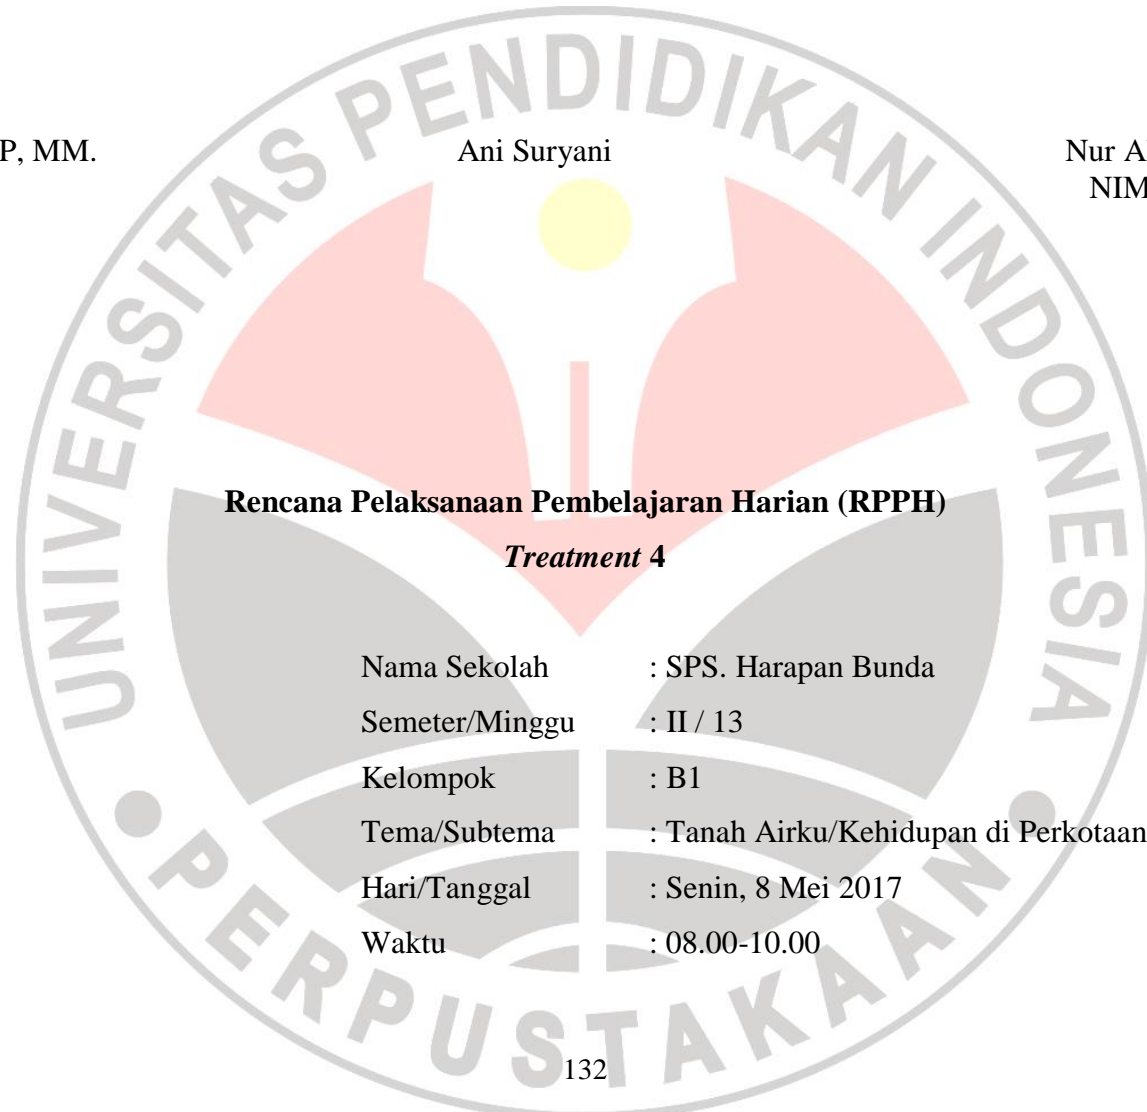 P, MM. Ani Suryani Nur A
NIM
UNIVERSITAS PENDIDIKAN INDONESIA
Rencana Pelaksanaan Pembelajaran Harian (RPPH)
Treatment 4
Nama Sekolah : SPS. Harapan Bunda
Semeter/Minggu : II / 13
Kelompok : B1
Tema/Subtema : Tanah Airku/Kehidupan di Perkotaan
Hari/Tanggal : Senin, 8 Mei 2017
Waktu : 08.00-10.00
PERPUSTAKAAN
132